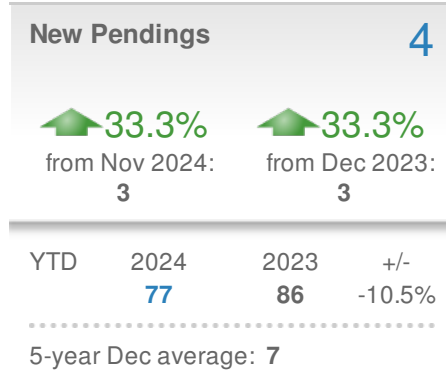 New Pendings 4
33.3% 33.3%
from Nov 2024: from Dec 2023:
3 3
YTD 2024 2023 +/-
77 86 -10.5%
5-year Dec average: 7